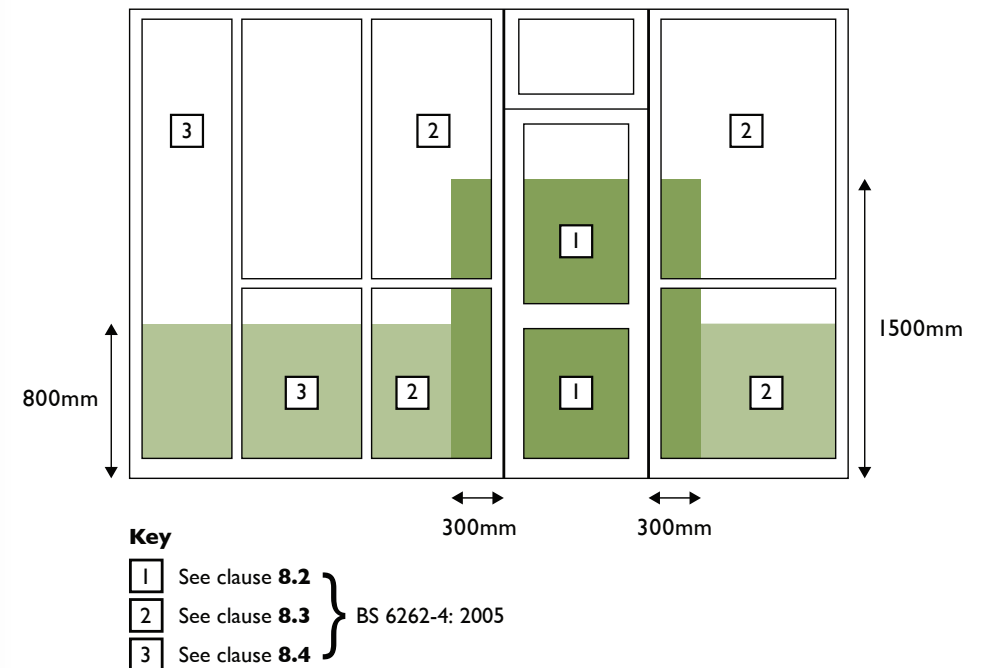 3
2
2
1
1500mm
800mm
3
2
1
2
300mm
300mm
Key
1 See clause 8.2
2 See clause 8.3
BS 6262-4: 2005
3 See clause 8.4